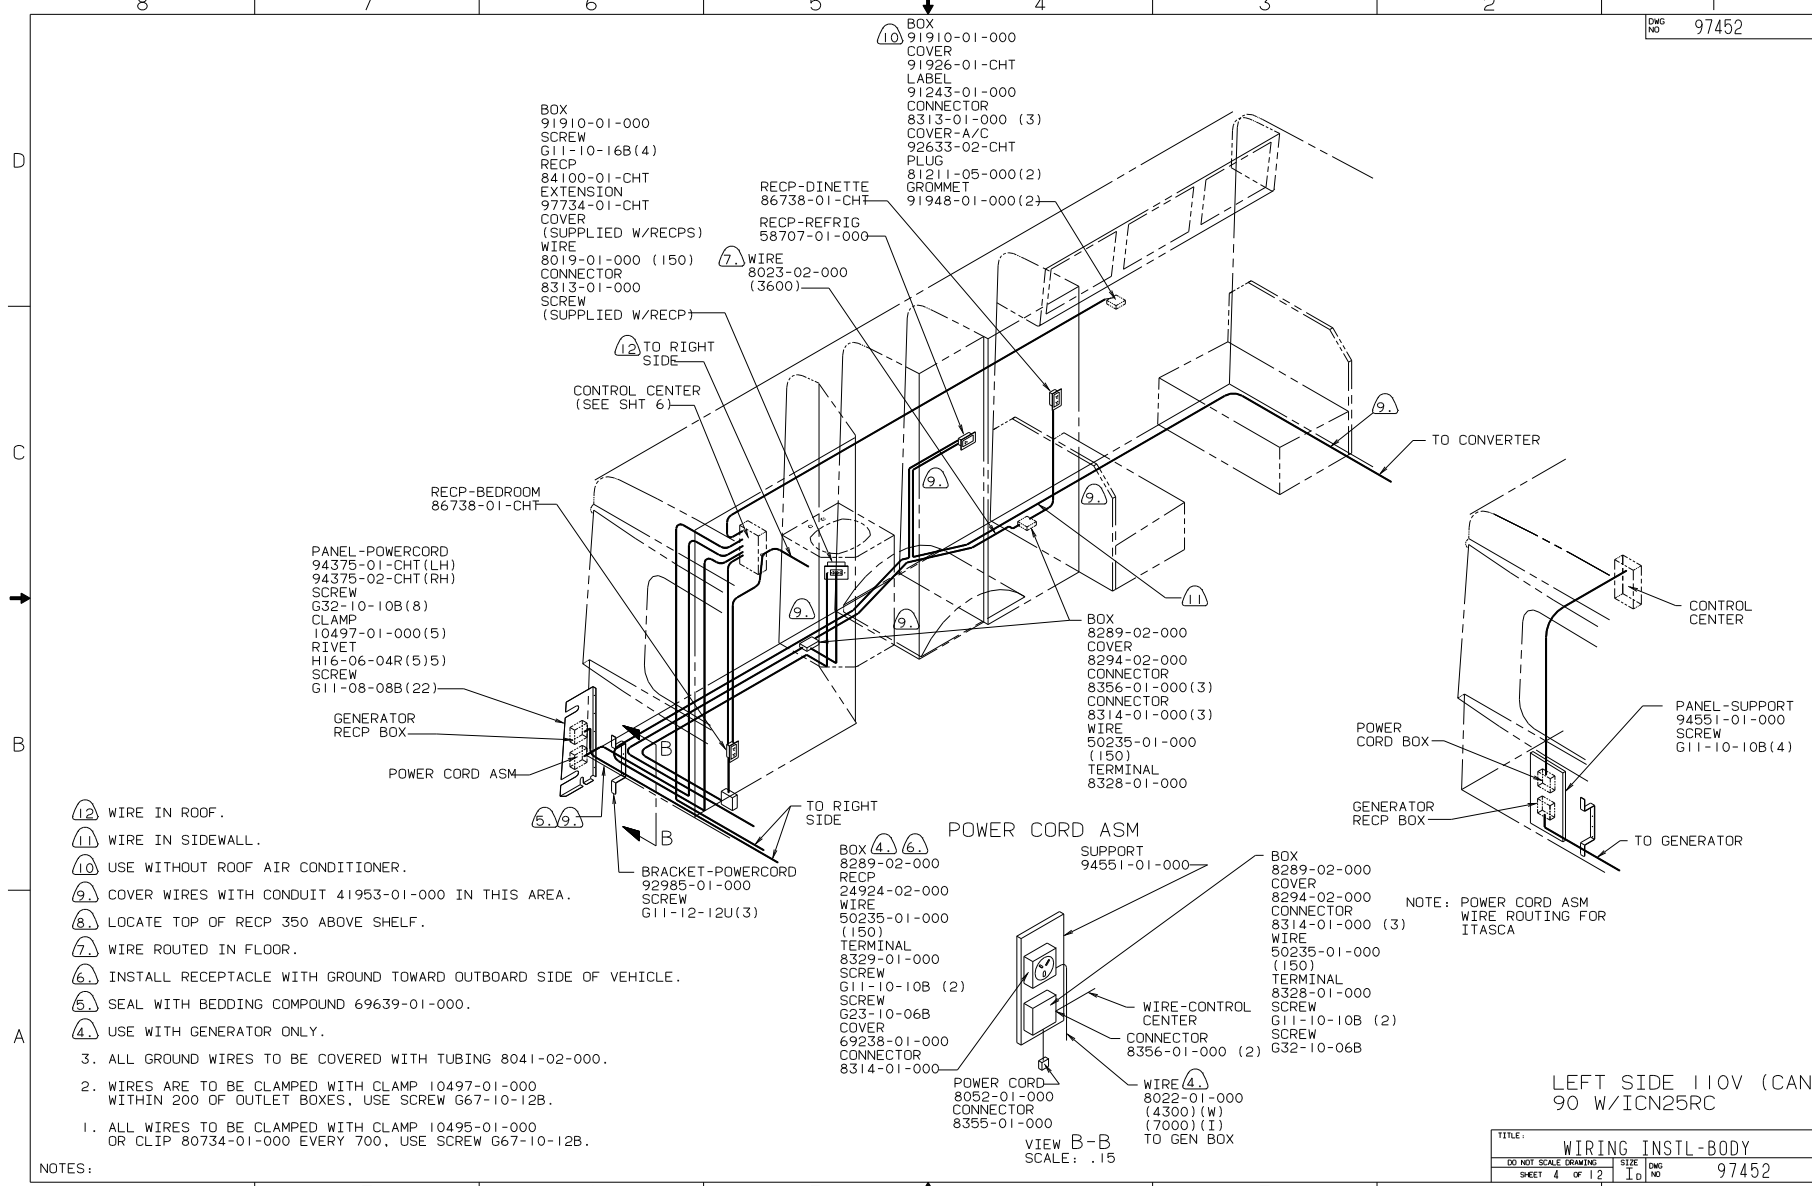 8 7 6 5 4 3 2 1
DWG NO 97452
D
C
B
A
10
BOX
91910-01-000
COVER
91926-01-CHT
LABEL
91243-01-000
CONNECTOR
8313-01-000 (3)
COVER-A/C
92633-02-CHT
PLUG
81211-05-000(2)
GROMMET
91948-01-000(2)
BOX
91910-01-000
SCREW
G11-10-16B(4)
RECP
84100-01-CHT
EXTENSION
97734-01-CHT
COVER
(SUPPLIED W/RECPS)
WIRE
8019-01-000 (150)
CONNECTOR
8313-01-000
SCREW
(SUPPLIED W/RECP)
RECP-DINETTE
86738-01-CHT
RECP-REFRIG
58707-01-000
7. WIRE
8023-02-000
(3600)
12 TO RIGHT
SIDE
CONTROL CENTER
(SEE SHT 6)
9.
TO CONVERTER
9.
9.
RECP-BEDROOM
86738-01-CHT
PANEL-POWERCORD
94375-01-CHT(LH)
94375-02-CHT(RH)
SCREW
G32-10-10B(8)
CLAMP
10497-01-000(5)
RIVET
H16-06-04R(5)5)
SCREW
G11-08-08B(22)
9.
9.
11
BOX
8289-02-000
COVER
8294-02-000
CONNECTOR
8356-01-000(3)
CONNECTOR
8314-01-000(3)
WIRE
50235-01-000
(150)
TERMINAL
8328-01-000
GENERATOR
RECP BOX
POWER CORD ASM
B
B
5. 9.
TO RIGHT
SIDE
BRACKET-POWERCORD
92985-01-000
SCREW
G11-12-12U(3)
CONTROL
CENTER
PANEL-SUPPORT
94551-01-000
SCREW
G11-10-10B(4)
POWER
CORD BOX
GENERATOR
RECP BOX
TO GENERATOR
NOTE: POWER CORD ASM
WIRE ROUTING FOR
ITASCA
POWER CORD ASM
BOX 4. 6.
8289-02-000
RECP
24924-02-000
WIRE
50235-01-000
(150)
TERMINAL
8329-01-000
SCREW
G11-10-10B (2)
SCREW
G23-10-06B
COVER
69238-01-000
CONNECTOR
8314-01-000
SUPPORT
94551-01-000
BOX
8289-02-000
COVER
8294-02-000
CONNECTOR
8314-01-000 (3)
WIRE
50235-01-000
(150)
TERMINAL
8328-01-000
SCREW
G11-10-10B (2)
SCREW
G32-10-06B
WIRE-CONTROL
CENTER
CONNECTOR
8356-01-000 (2)
POWER CORD
8052-01-000
CONNECTOR
8355-01-000
WIRE 4.
8022-01-000
(4300)(W)
(7000)(I)
TO GEN BOX
VIEW B-B
SCALE: .15
12 WIRE IN ROOF.
11 WIRE IN SIDEWALL.
10 USE WITHOUT ROOF AIR CONDITIONER.
9. COVER WIRES WITH CONDUIT 41953-01-000 IN THIS AREA.
8. LOCATE TOP OF RECP 350 ABOVE SHELF.
7. WIRE ROUTED IN FLOOR.
6. INSTALL RECEPTACLE WITH GROUND TOWARD OUTBOARD SIDE OF VEHICLE.
5. SEAL WITH BEDDING COMPOUND 69639-01-000.
4. USE WITH GENERATOR ONLY.
3. ALL GROUND WIRES TO BE COVERED WITH TUBING 8041-02-000.
2. WIRES ARE TO BE CLAMPED WITH CLAMP 10497-01-000
WITHIN 200 OF OUTLET BOXES, USE SCREW G67-10-12B.
1. ALL WIRES TO BE CLAMPED WITH CLAMP 10495-01-000
OR CLIP 80734-01-000 EVERY 700, USE SCREW G67-10-12B.
NOTES:
LEFT SIDE 110V (CAN
90 W/ICN25RC
TITLE:
WIRING INSTL-BODY
DO NOT SCALE DRAWING
SHEET 4 OF 12
SIZE
ID
DWG NO 97452